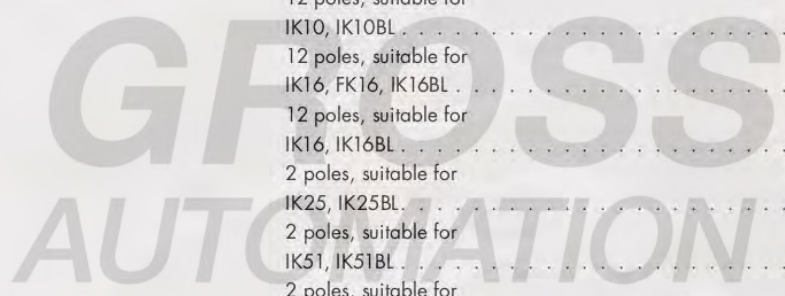 12 poles, suitable for
IK10, IK10BL . . . . . . . . . . . . . . . . . . . . . .
12 poles, suitable for
IK16, FK16, IK16BL . . . . . . . . . . . . . . . . . . .
12 poles, suitable for
IK16, IK16BL . . . . . . . . . . . . . . . . . . . . . .
2 poles, suitable for
IK25, IK25BL . . . . . . . . . . . . . . . . . . . . . .
2 poles, suitable for
IK51, IK51BL . . . . . . . . . . . . . . . . . . . . . .
2 poles, suitable for
GROSS
AUTOMATION